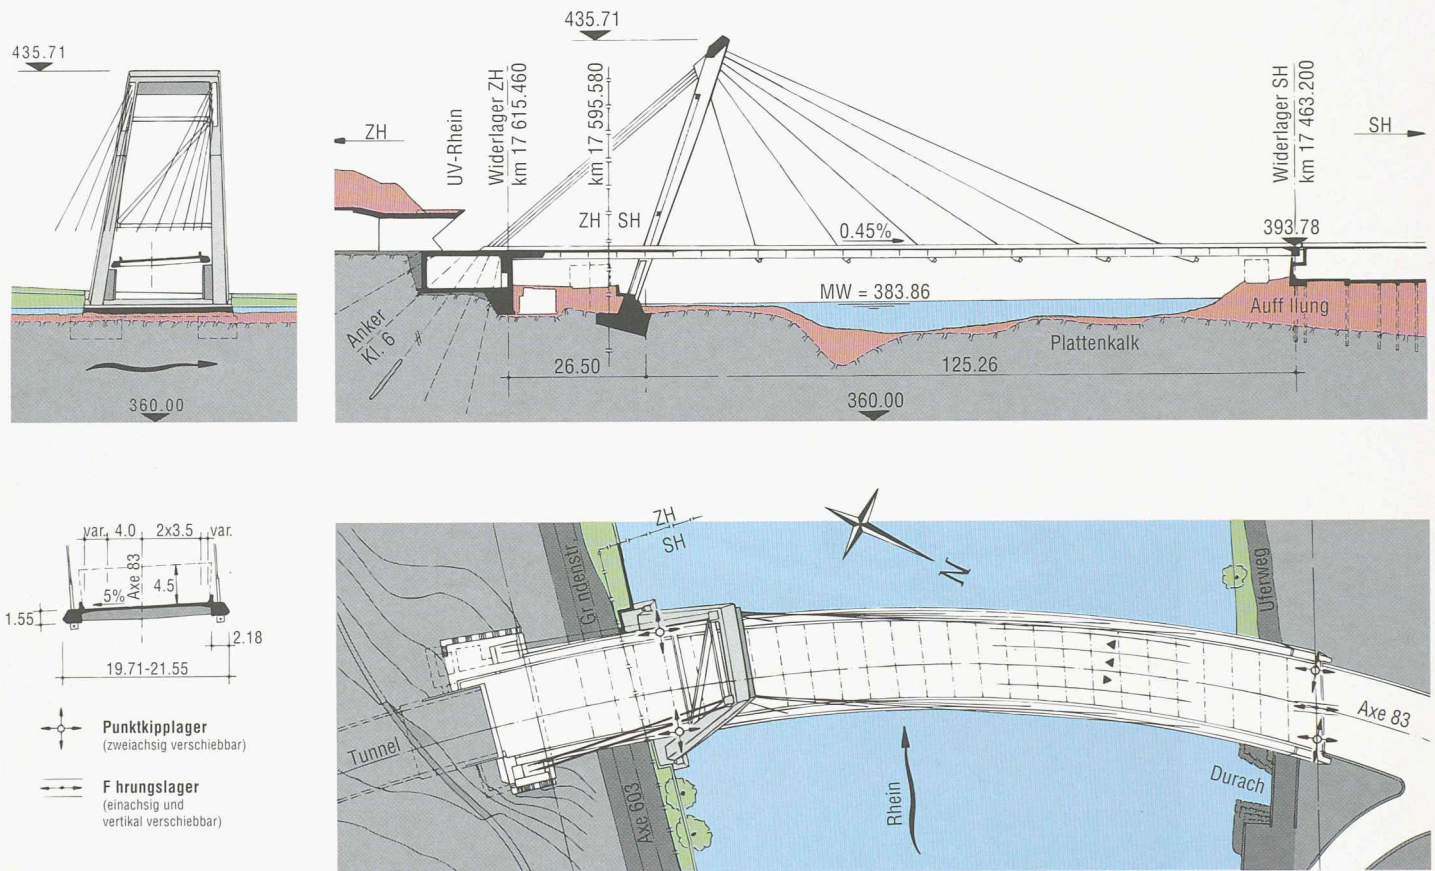 435.71
360.00
435.71
ZH
UV-Rhein
Widerlager ZH
km 17 615.460
km 17 595.580
ZH
SH
0.45%
Widerlager SH
km 17 463.200
SH
393.78
MW = 383.86
Anker
Kl. 6
Auff llung
Plattenkalk
26.50
125.26
360.00
var.
4.0
2x3.5
var.
Axe 83
4.5
5%
1.55
2.18
19.71-21.55
Punktkipplager
(zweiachsig verschiebbar)
F hrungslager
(einachsig und
vertikal verschiebbar)
ZH
SH
Gr ndenstr.
N
Uferweg
Tunnel
Axe 603
Rhein
Durach
Axe 83